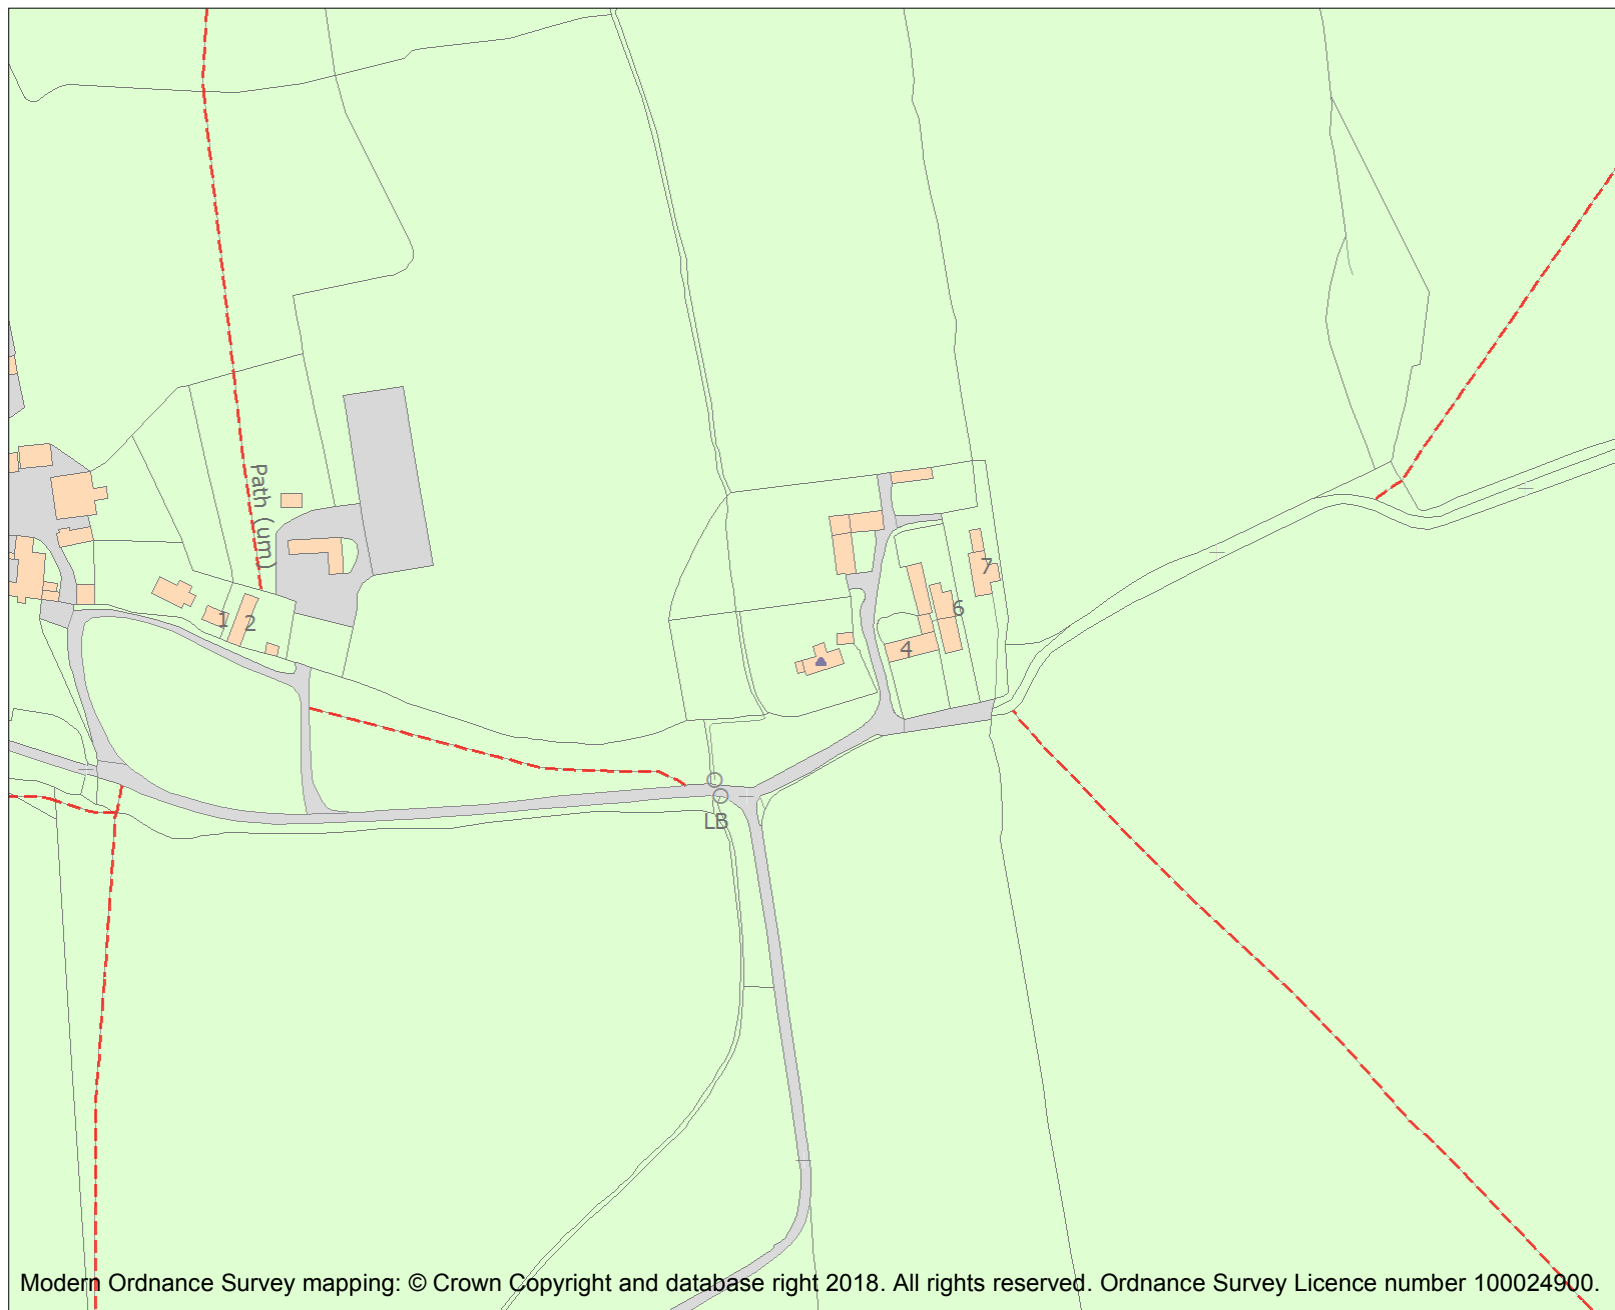 Path (um)
1
2
7
6
4
LB
Modern Ordnance Survey mapping: © Crown Copyright and database right 2018. All rights reserved. Ordnance Survey Licence number 100024900.